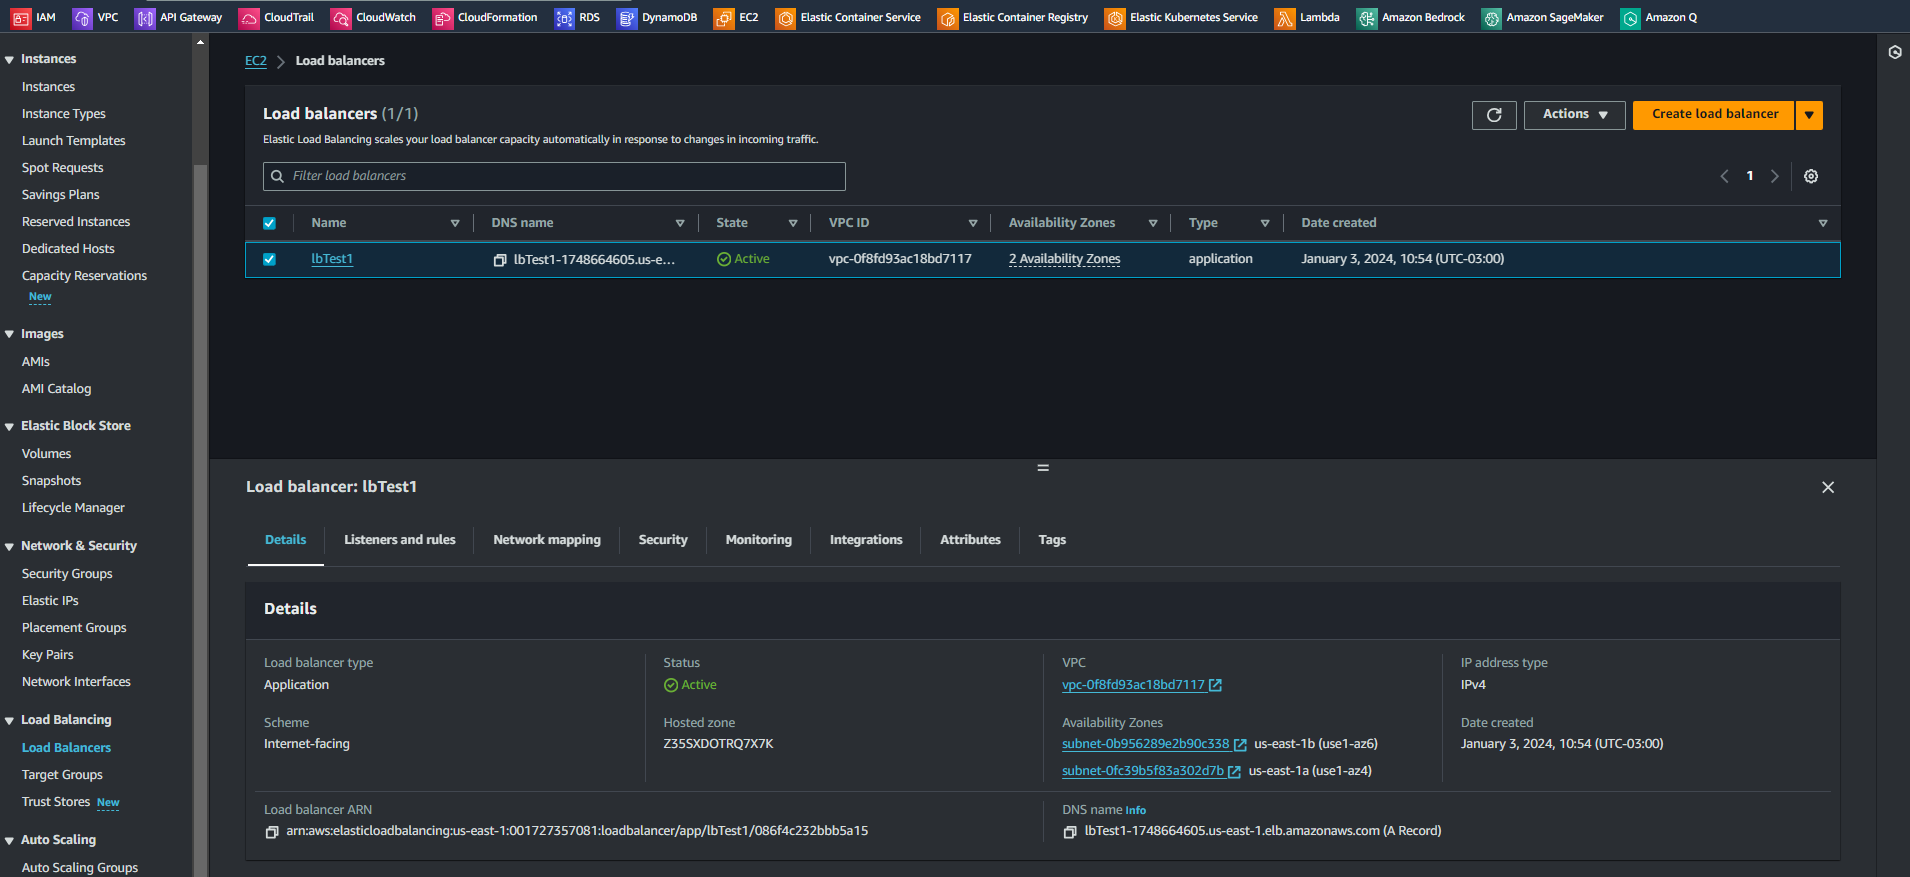 IAM VPC API Gateway CloudTrail CloudWatch CloudFormation RDS DynamoDB EC2 Elastic Container Service Elastic Container Registry Elastic Kubernetes Service Lambda Amazon Bedrock Amazon SageMaker Amazon Q
Instances
Instances
Instance Types
Launch Templates
Spot Requests
Savings Plans
Reserved Instances
Dedicated Hosts
Capacity Reservations
New
Images
AMIs
AMI Catalog
Elastic Block Store
Volumes
Snapshots
Lifecycle Manager
Network & Security
Security Groups
Elastic IPs
Placement Groups
Key Pairs
Network Interfaces
Load Balancing
Load Balancers
Target Groups
Trust Stores New
Auto Scaling
Auto Scaling Groups
EC2 Load balancers
Load balancers (1/1)
Actions
Create load balancer
Elastic Load Balancing scales your load balancer capacity automatically in response to changes in incoming traffic.
Filter load balancers
1
Name DNS name State VPC ID Availability Zones Type Date created
lbTest1 lbTest1-1748664605.us-e... Active vpc-0f8fd93ac18bd7117 2 Availability Zones application January 3, 2024, 10:54 (UTC-03:00)
Load balancer: lbTest1
Details Listeners and rules Network mapping Security Monitoring Integrations Attributes Tags
Details
Load balancer type
Application
Scheme
Internet-facing
Status
Active
Hosted zone
Z35SXDOTRQ7X7K
VPC
vpc-0f8fd93ac18bd7117
Availability Zones
subnet-0b956289e2b90c338 us-east-1b (use1-az6)
subnet-0fc39b5f83a302d7b us-east-1a (use1-az4)
IP address type
IPv4
Date created
January 3, 2024, 10:54 (UTC-03:00)
Load balancer ARN
arn:aws:elasticloadbalancing:us-east-1:001727357081:loadbalancer/app/lbTest1/086f4c232bbb5a15
DNS name Info
lbTest1-1748664605.us-east-1.elb.amazonaws.com (A Record)